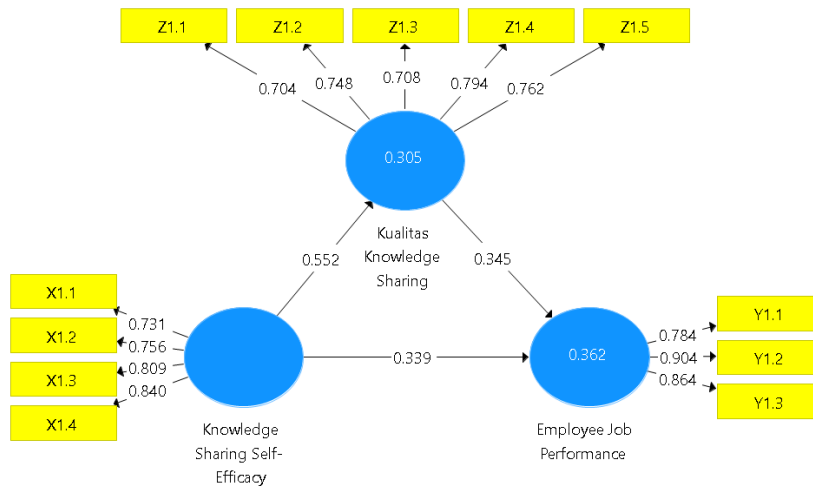 Z1.1 Z1.2 Z1.3 Z1.4 Z1.5
0.704 0.748 0.708 0.794 0.762
0.305
Kualitas
Knowledge
Sharing
0.552 0.345
X1.1
X1.2
X1.3
X1.4
0.731
0.756
0.809
0.840
Knowledge
Sharing Self-
Efficacy
0.339
0.362
Employee Job
Performance
0.784
0.904
0.864
Y1.1
Y1.2
Y1.3